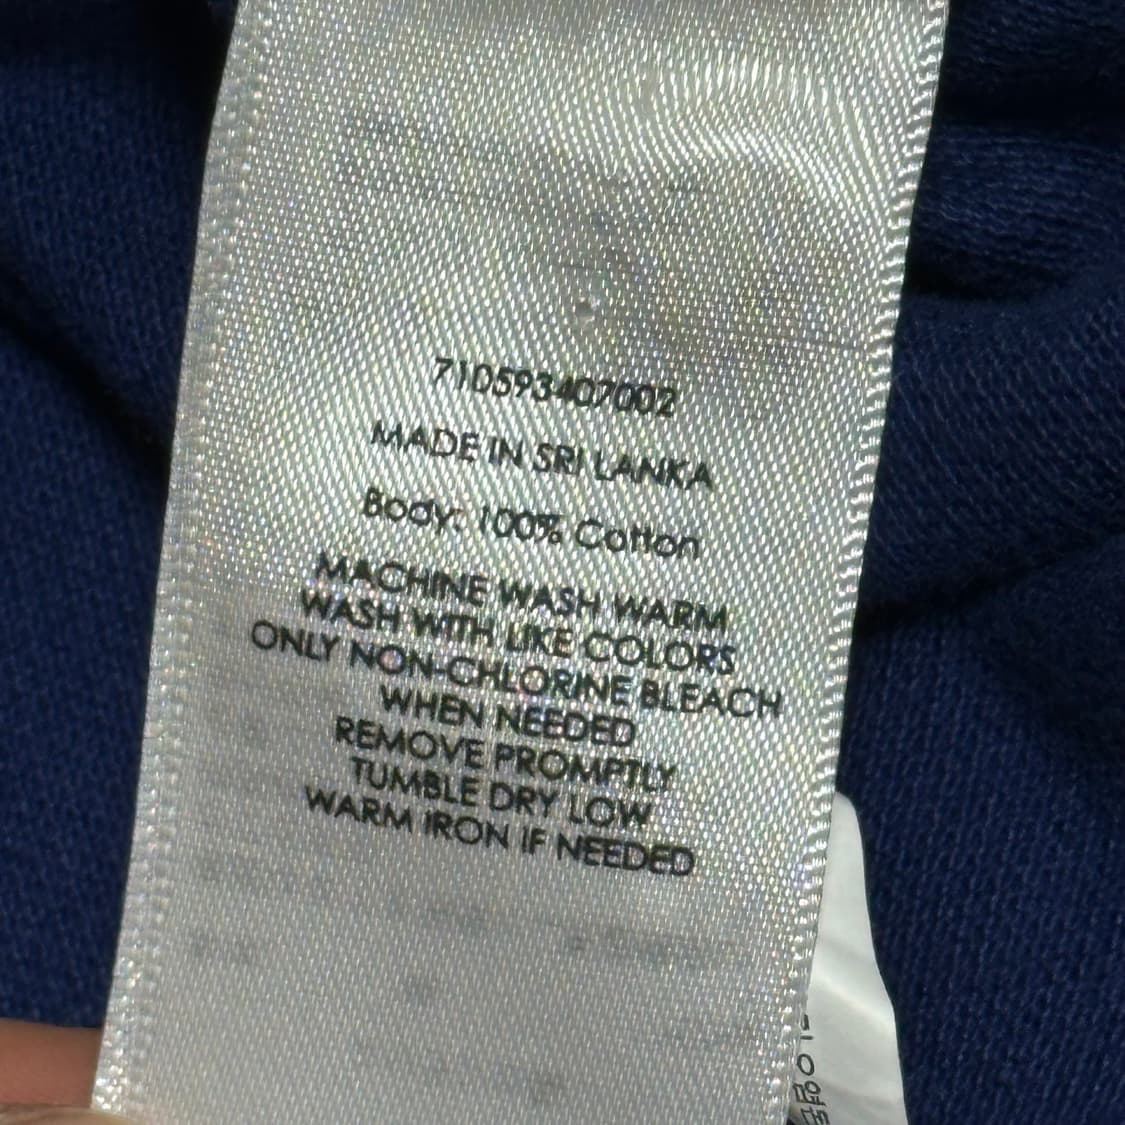 710593407002
MADE IN SRI LANKA
Body: 100% Cotton
MACHINE WASH WARM
WASH WITH LIKE COLORS
ONLY NON-CHLORINE BLEACH
WHEN NEEDED
REMOVE PROMPTLY
TUMBLE DRY LOW
WARM IRON IF NEEDED